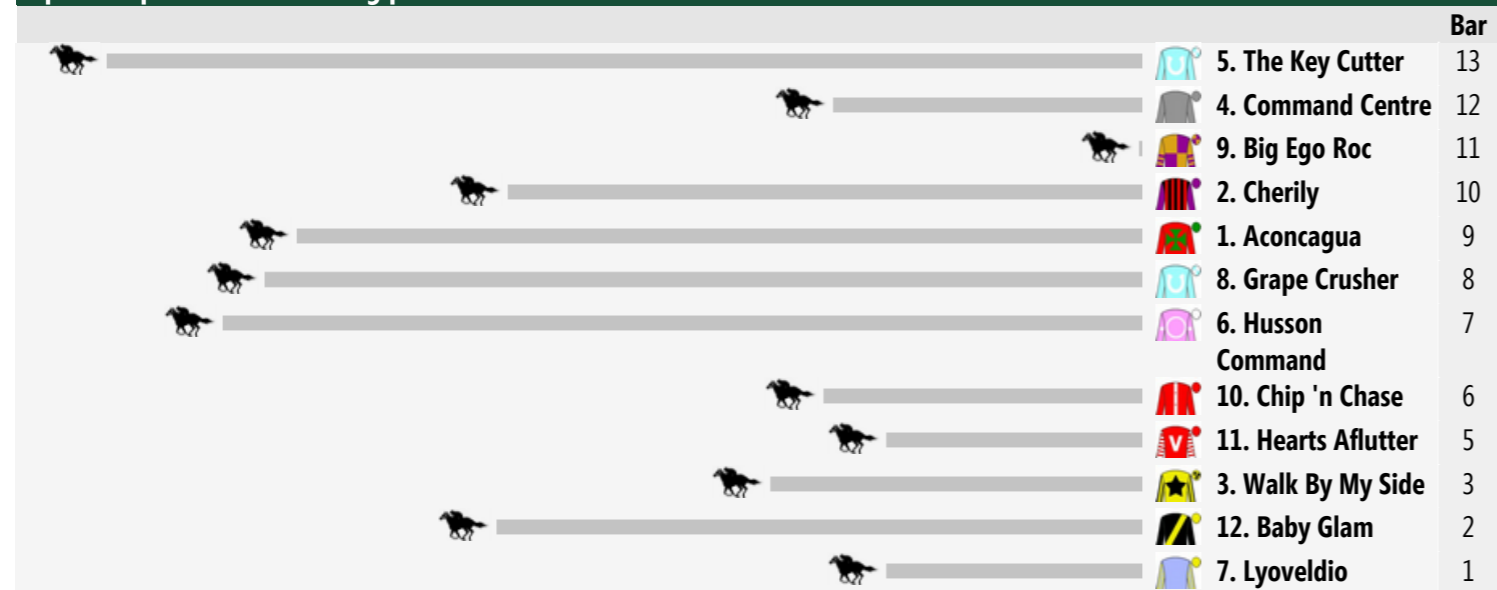 Bar
5. The Key Cutter 13
4. Command Centre 12
9. Big Ego Roc 11
2. Cherily 10
1. Aconcagua 9
8. Grape Crusher 8
6. Husson 7
Command
10. Chip 'n Chase 6
11. Hearts Aflutter 5
V
3. Walk By My Side 3
12. Baby Glam 2
7. Lyoveldio 1